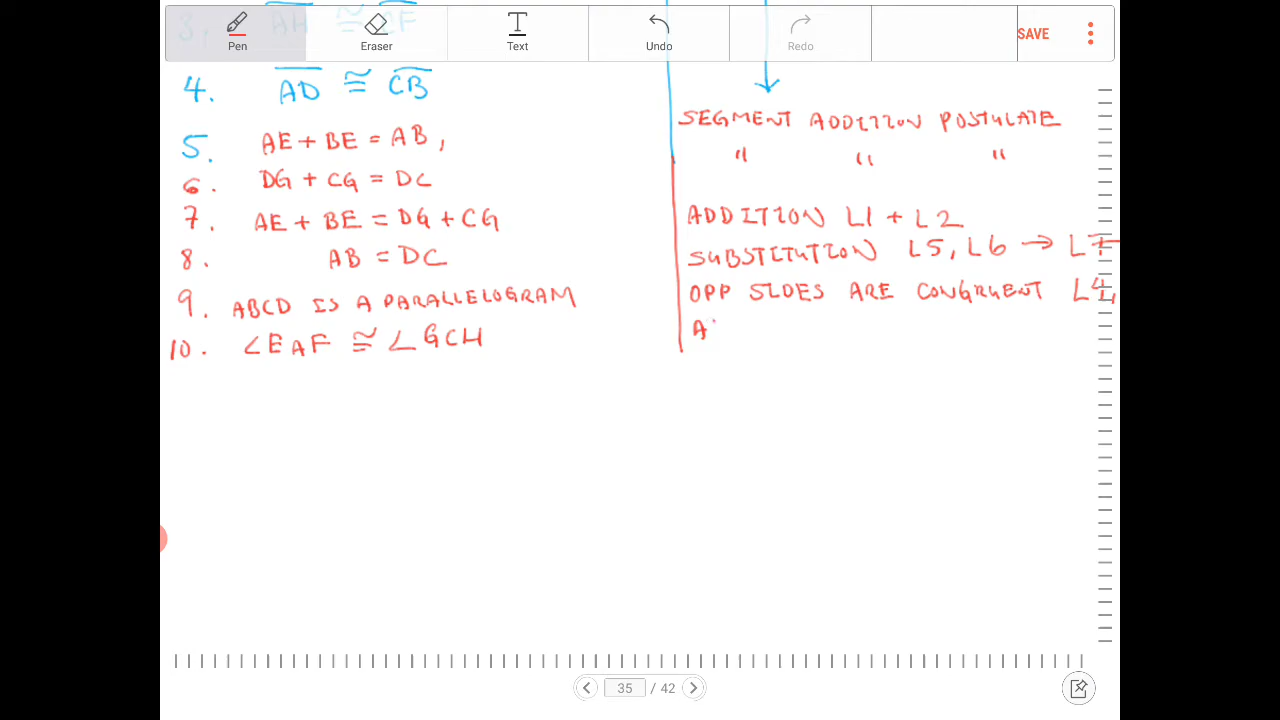 Pen
Eraser
Text
Undo
Redo
SAVE
4. AD ≅ CB
SEGMENT ADDITION POSTULATE
5. AE + BE = AB,
" " "
6. DG + CG = DC
7. AE + BE = DG + CG
ADDITION L1 + L2
8. AB = DC
SUBSTITUTION L5, L6 → L7
9. ABCD IS A PARALLELOGRAM
OPP SIDES ARE CONGRUENT L4,
10. ∠EAF ≅ ∠GCH
A
35 / 42